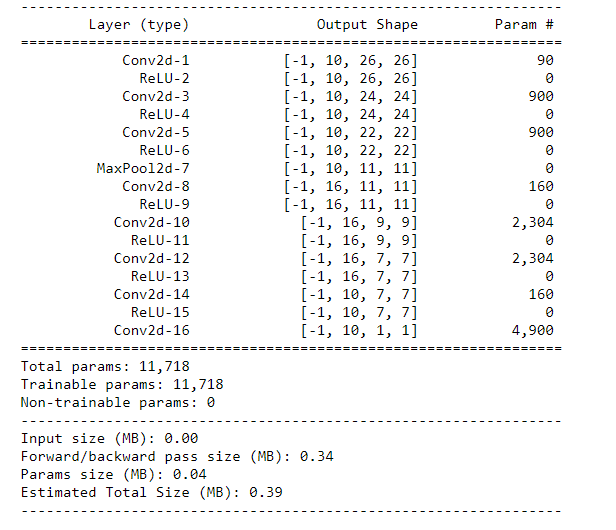 ----------------------------------------------------------------
Layer (type) Output Shape Param #
================================================================
Conv2d-1 [-1, 10, 26, 26] 90
ReLU-2 [-1, 10, 26, 26] 0
Conv2d-3 [-1, 10, 24, 24] 900
ReLU-4 [-1, 10, 24, 24] 0
Conv2d-5 [-1, 10, 22, 22] 900
ReLU-6 [-1, 10, 22, 22] 0
MaxPool2d-7 [-1, 10, 11, 11] 0
Conv2d-8 [-1, 16, 11, 11] 160
ReLU-9 [-1, 16, 11, 11] 0
Conv2d-10 [-1, 16, 9, 9] 2,304
ReLU-11 [-1, 16, 9, 9] 0
Conv2d-12 [-1, 16, 7, 7] 2,304
ReLU-13 [-1, 16, 7, 7] 0
Conv2d-14 [-1, 10, 7, 7] 160
ReLU-15 [-1, 10, 7, 7] 0
Conv2d-16 [-1, 10, 1, 1] 4,900
================================================================
Total params: 11,718
Trainable params: 11,718
Non-trainable params: 0
----------------------------------------------------------------
Input size (MB): 0.00
Forward/backward pass size (MB): 0.34
Params size (MB): 0.04
Estimated Total Size (MB): 0.39
----------------------------------------------------------------